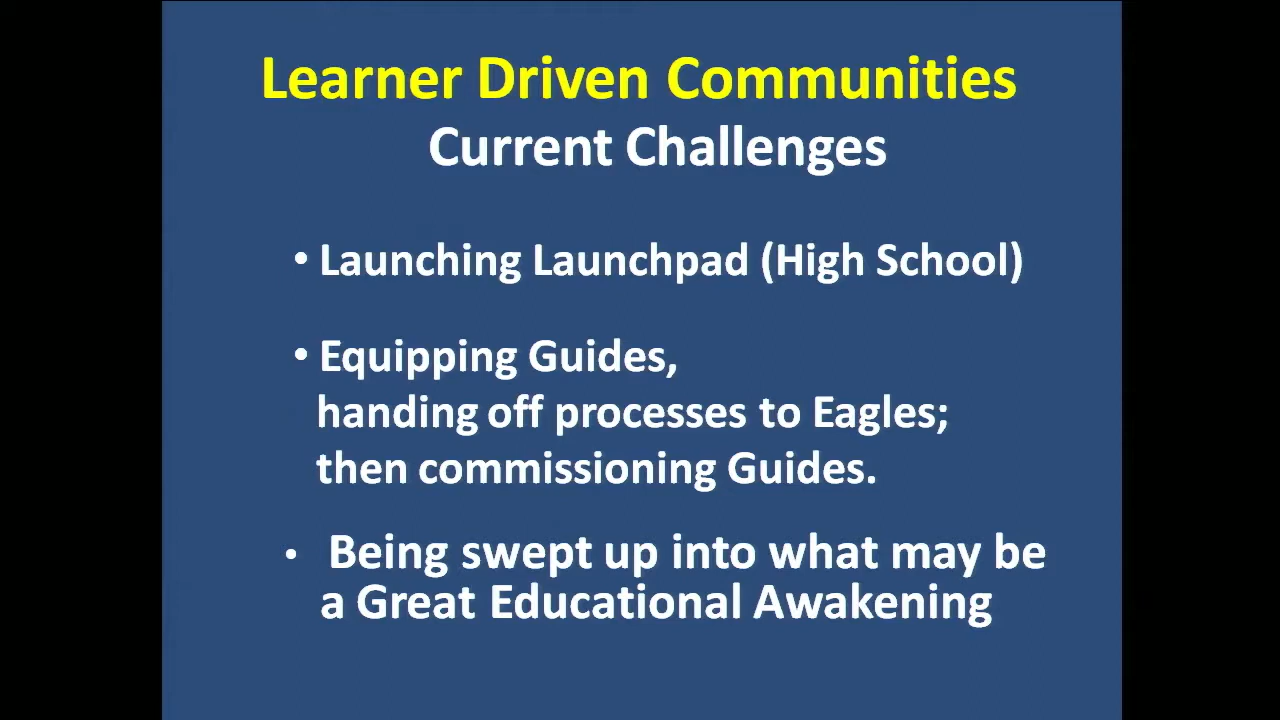 Learner Driven Communities
Current Challenges
• Launching Launchpad (High School)
• Equipping Guides,
handing off processes to Eagles;
then commissioning Guides.
• Being swept up into what may be
a Great Educational Awakening